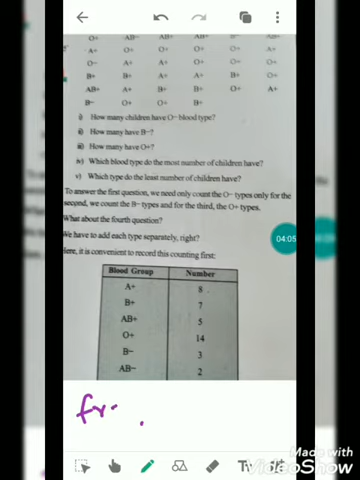 O+ AB− AB+ AB+ B− AB−
A+ O+ O+ O+ A+
O− A+ A+ O+ O+
B+ B+ A+ A+ B+ O+
AB+ A+ B+ B+ O+ A+
B− O+ O+ B+
i) How many children have O− blood type?
ii) How many have B−?
iii) How many have O+?
iv) Which blood type do the most number of children have?
v) Which type do the least number of children have?
To answer the first question, we need only count the O− types only for the
second, we count the B− types and for the third, the O+ types.
What about the fourth question?
We have to add each type separately, right?
04:05
Here, it is convenient to record this counting first:
Blood Group Number
A+ 8
B+ 7
AB+ 5
O+ 14
B− 3
AB− 2
fr
Made with
VideoShow